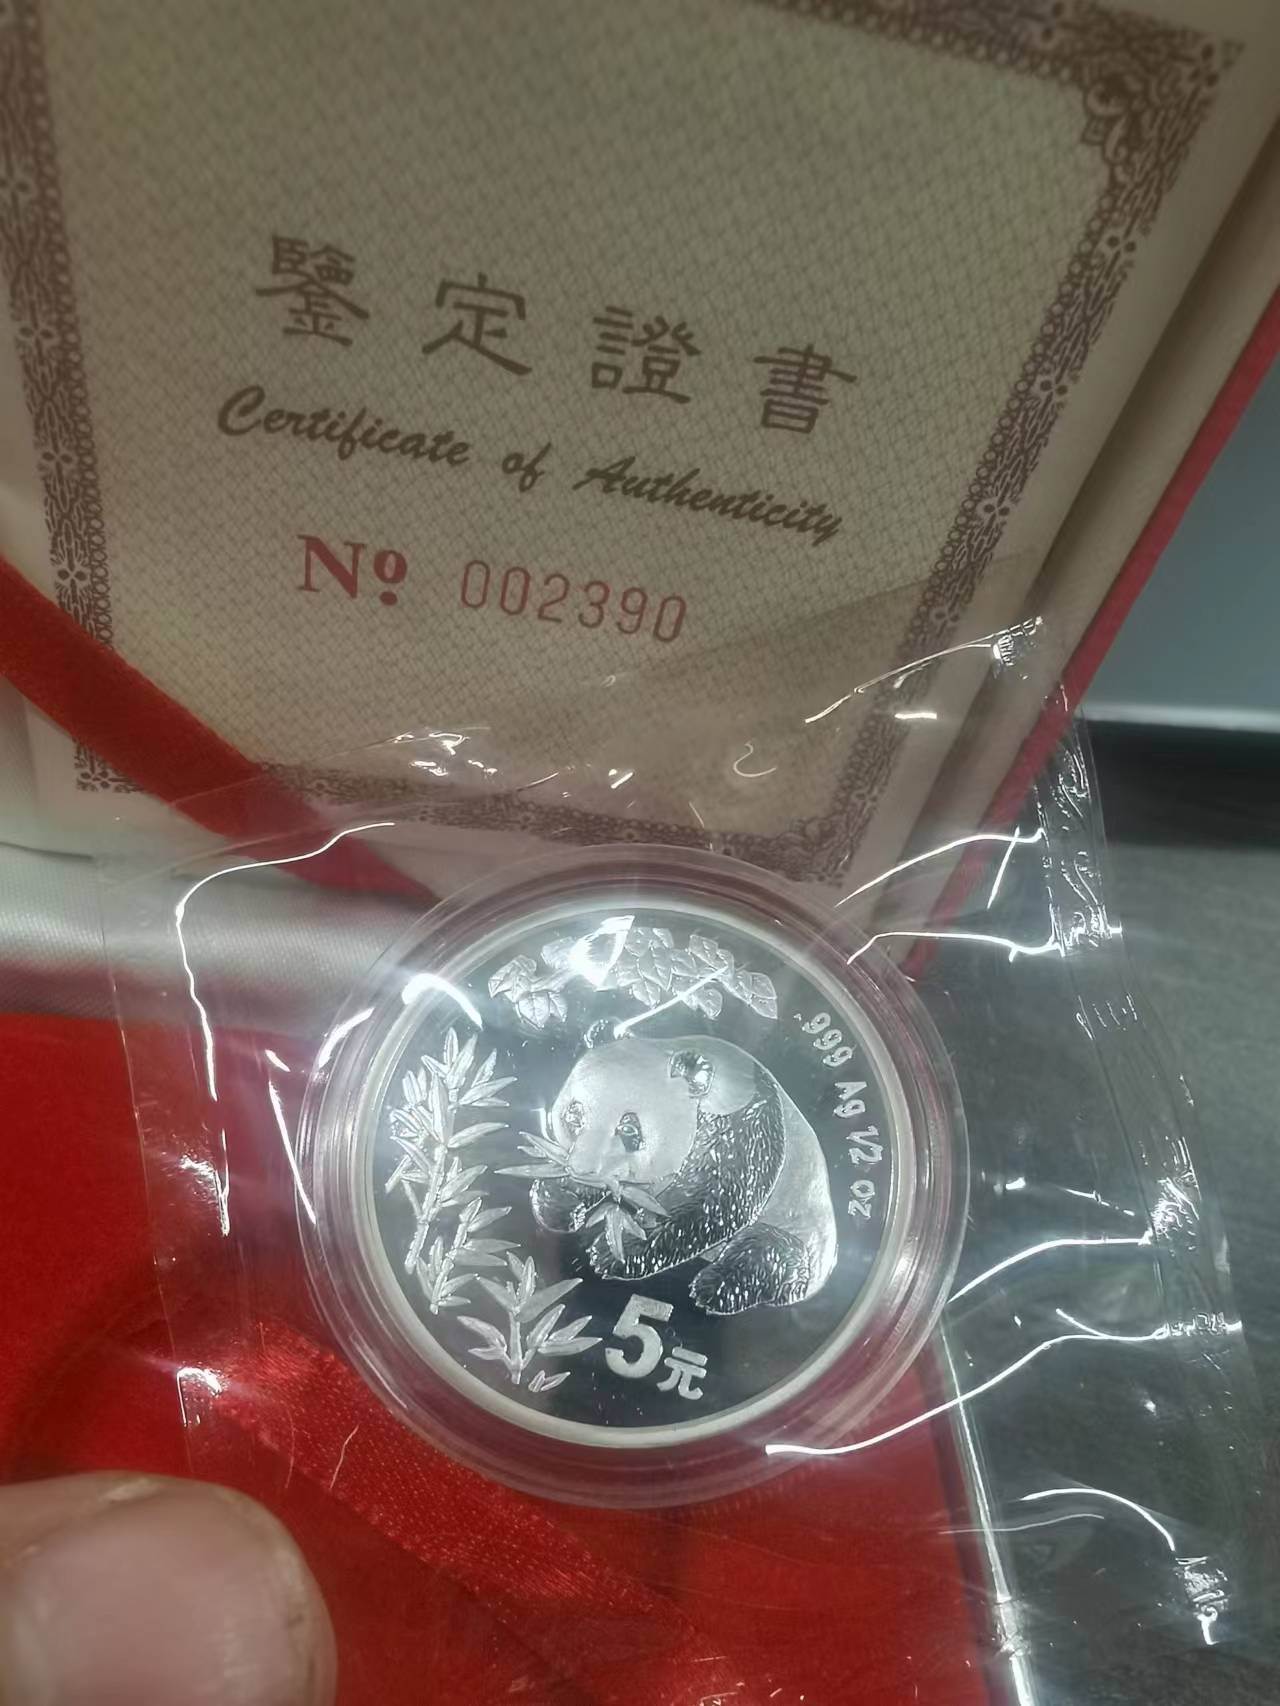 鑒定證書
Certificate of Authenticity
No 002390
.999 Ag 1/2 oz
5元